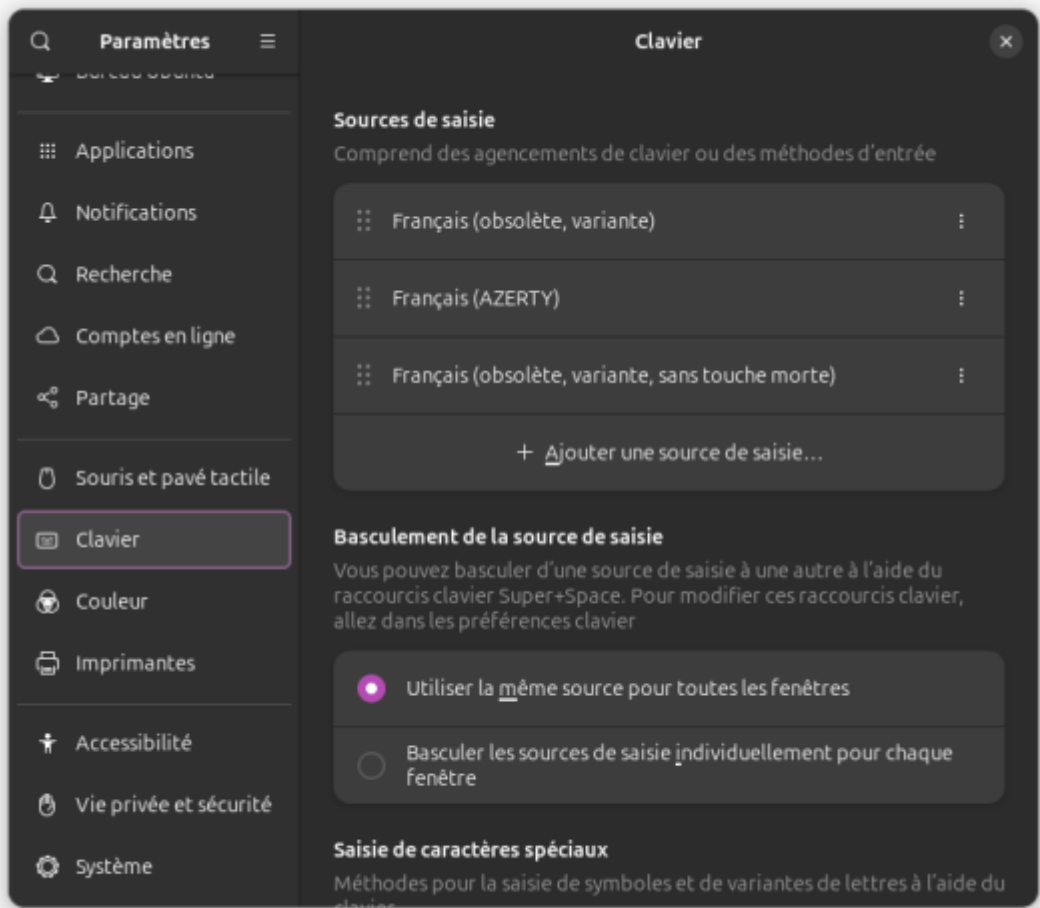 Paramètres
Clavier
Bureau Ubuntu
Applications
Notifications
Recherche
Comptes en ligne
Partage
Souris et pavé tactile
Clavier
Couleur
Imprimantes
Accessibilité
Vie privée et sécurité
Système
Sources de saisie
Comprend des agencements de clavier ou des méthodes d'entrée
Français (obsolète, variante)
Français (AZERTY)
Français (obsolète, variante, sans touche morte)
+ Ajouter une source de saisie...
Basculement de la source de saisie
Vous pouvez basculer d'une source de saisie à une autre à l'aide du
raccourcis clavier Super+Space. Pour modifier ces raccourcis clavier,
allez dans les préférences clavier
Utiliser la même source pour toutes les fenêtres
Basculer les sources de saisie individuellement pour chaque
fenêtre
Saisie de caractères spéciaux
Méthodes pour la saisie de symboles et de variantes de lettres à l'aide du
clavier